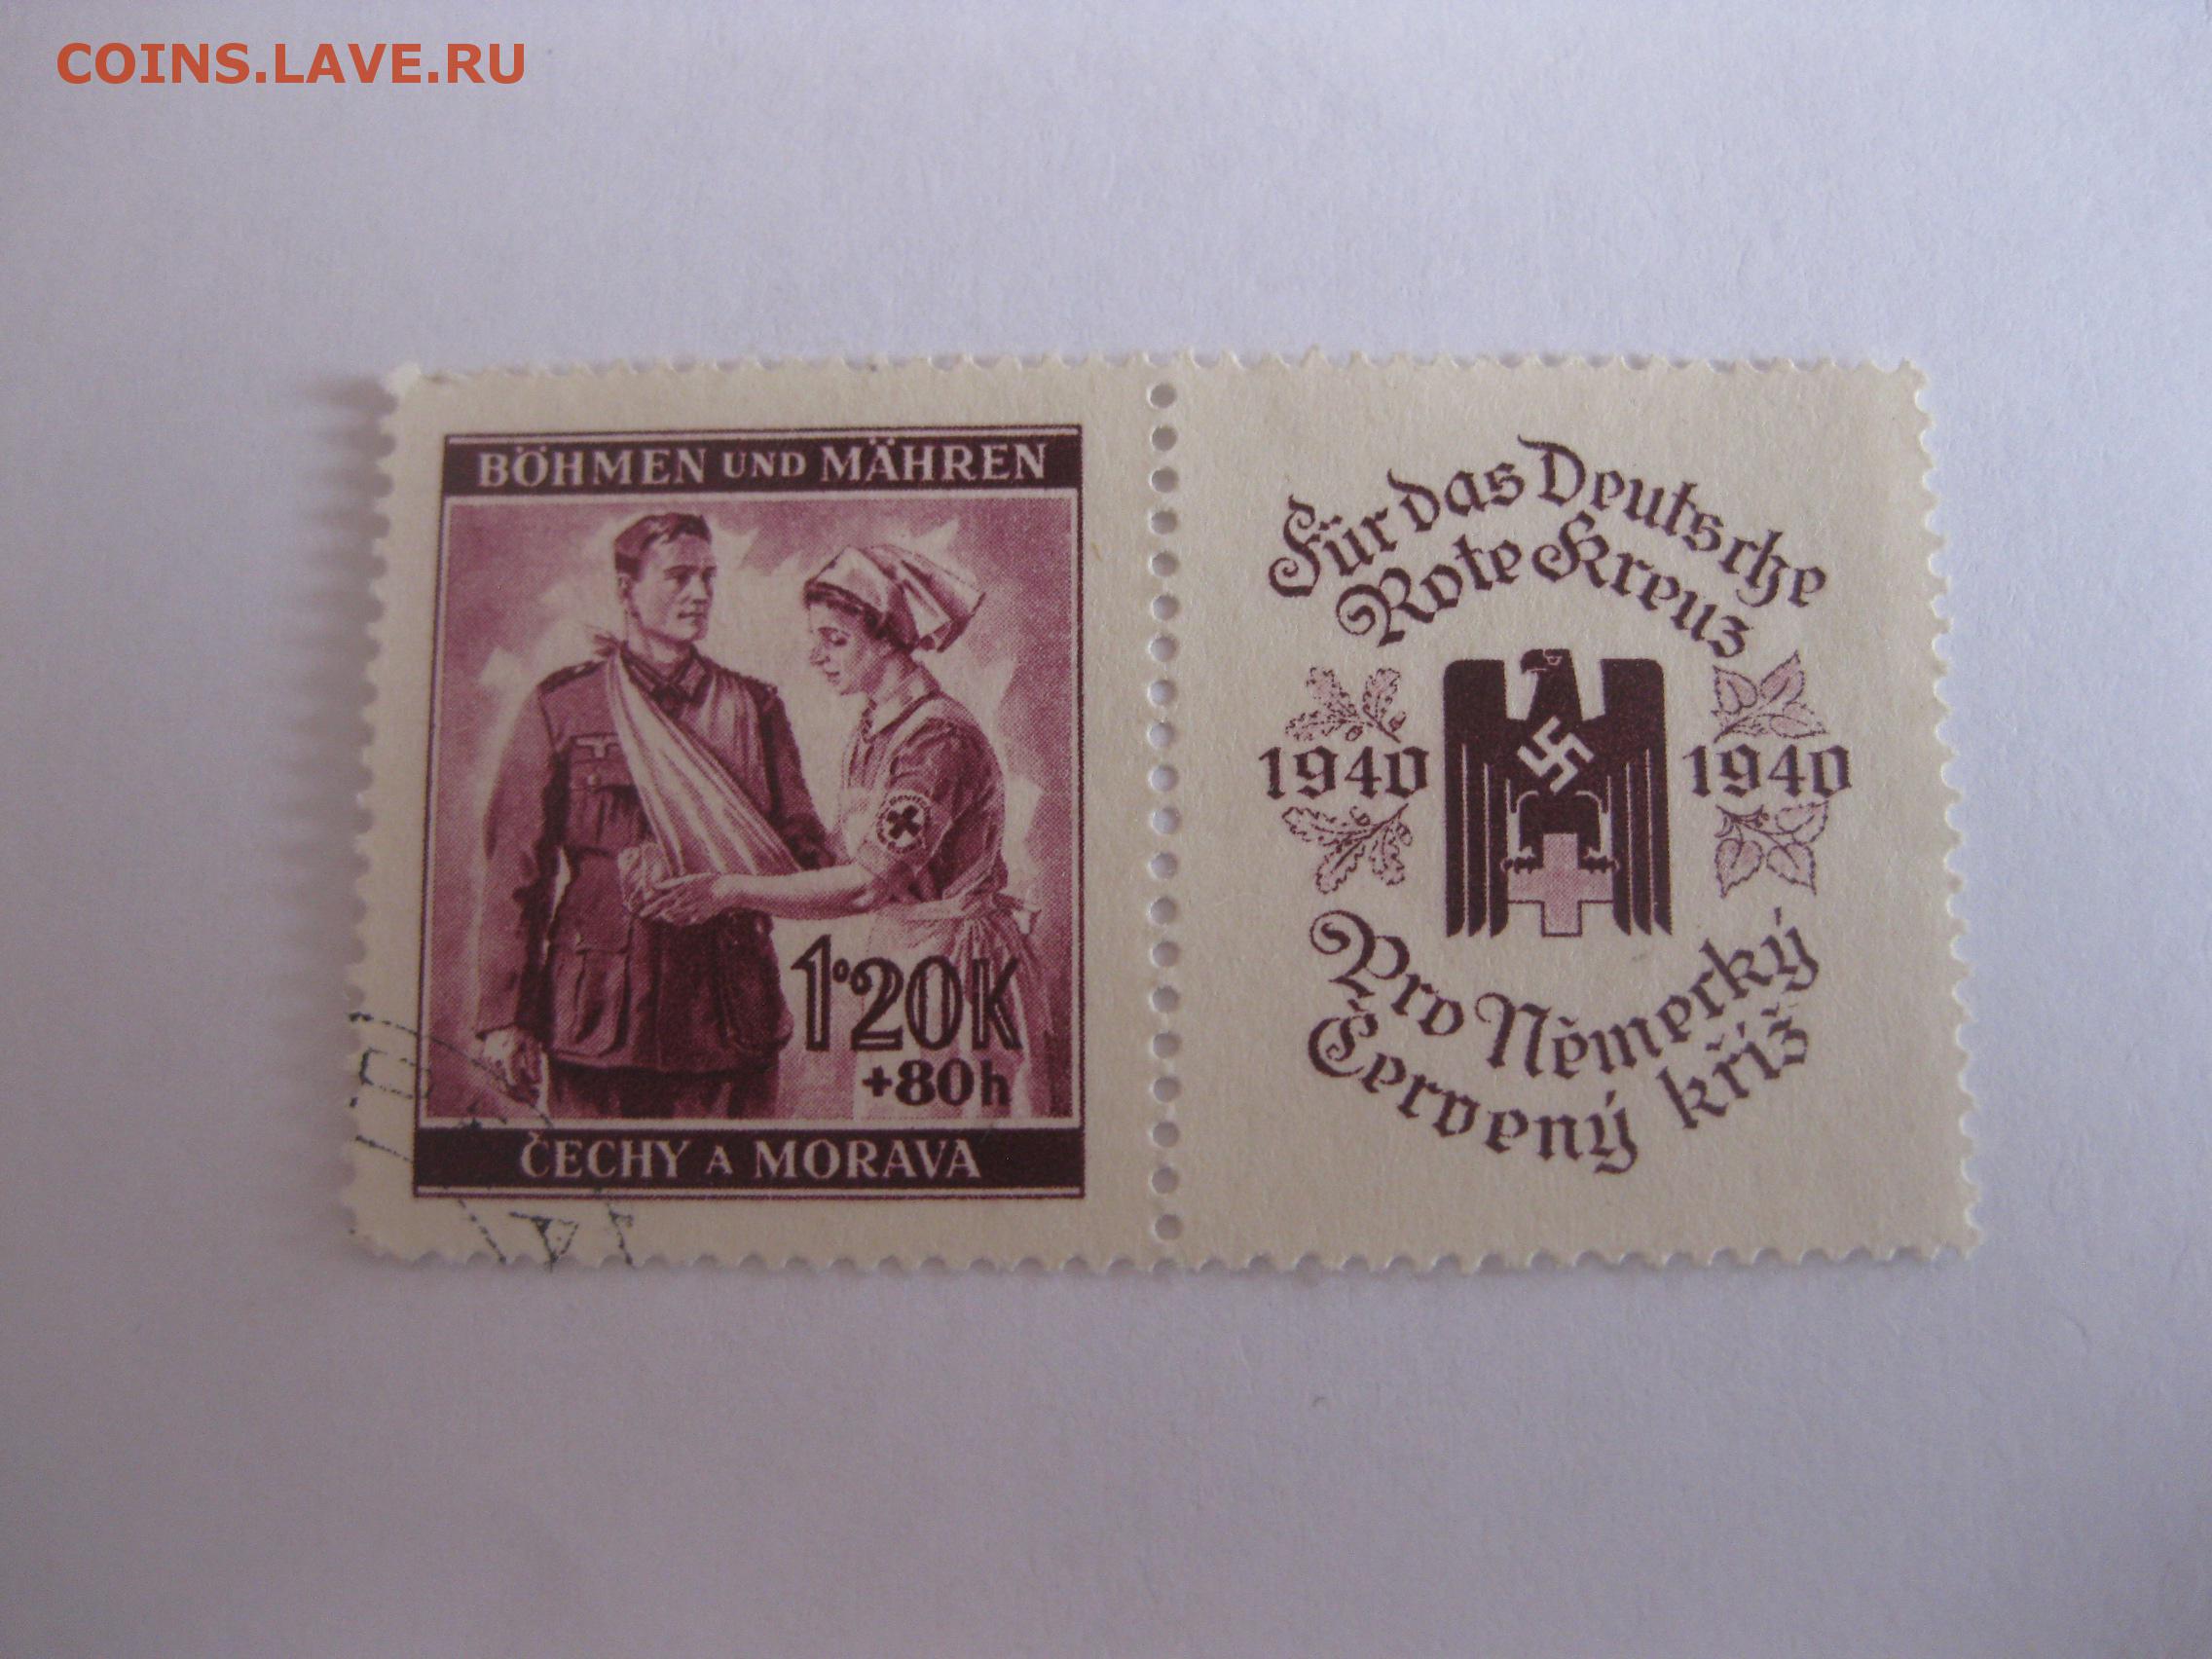 COINS.LAVE.RU
BÖHMEN UND MÄHREN
1·20K
+80h
ČECHY A MORAVA
Für das Deutsche
Rote Kreuz
1940 1940
Pro Německý
Červený kříž